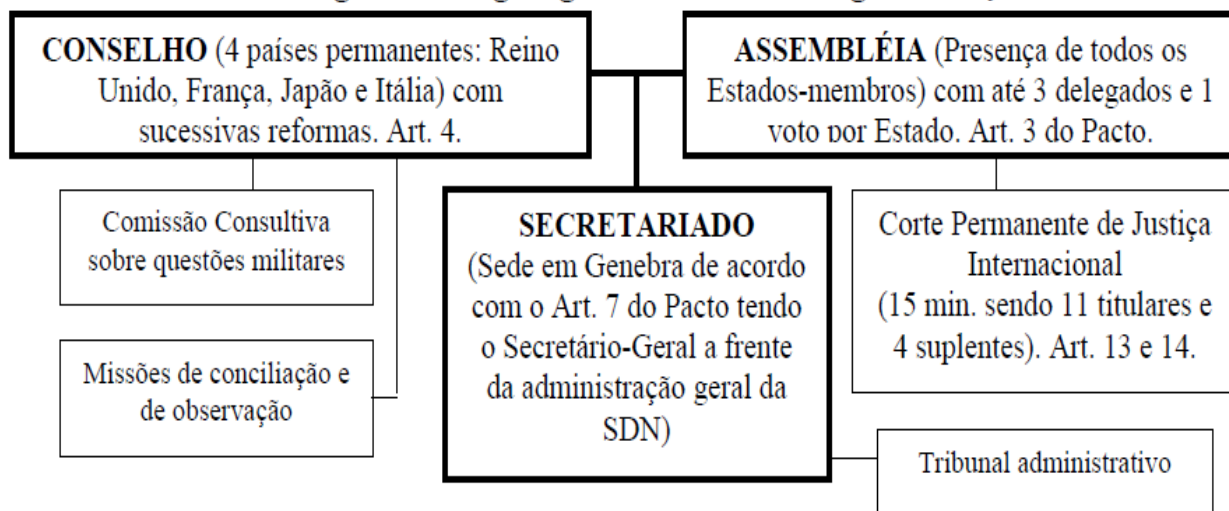 CONSELHO (4 países permanentes: Reino
Unido, França, Japão e Itália) com
sucessivas reformas. Art. 4.
ASSEMBLÉIA (Presença de todos os
Estados-membros) com até 3 delegados e 1
voto por Estado. Art. 3 do Pacto.
Comissão Consultiva
sobre questões militares
Missões de conciliação e
de observação
SECRETARIADO
(Sede em Genebra de acordo
com o Art. 7 do Pacto tendo
o Secretário-Geral a frente
da administração geral da
SDN)
Corte Permanente de Justiça
Internacional
(15 min. sendo 11 titulares e
4 suplentes). Art. 13 e 14.
Tribunal administrativo